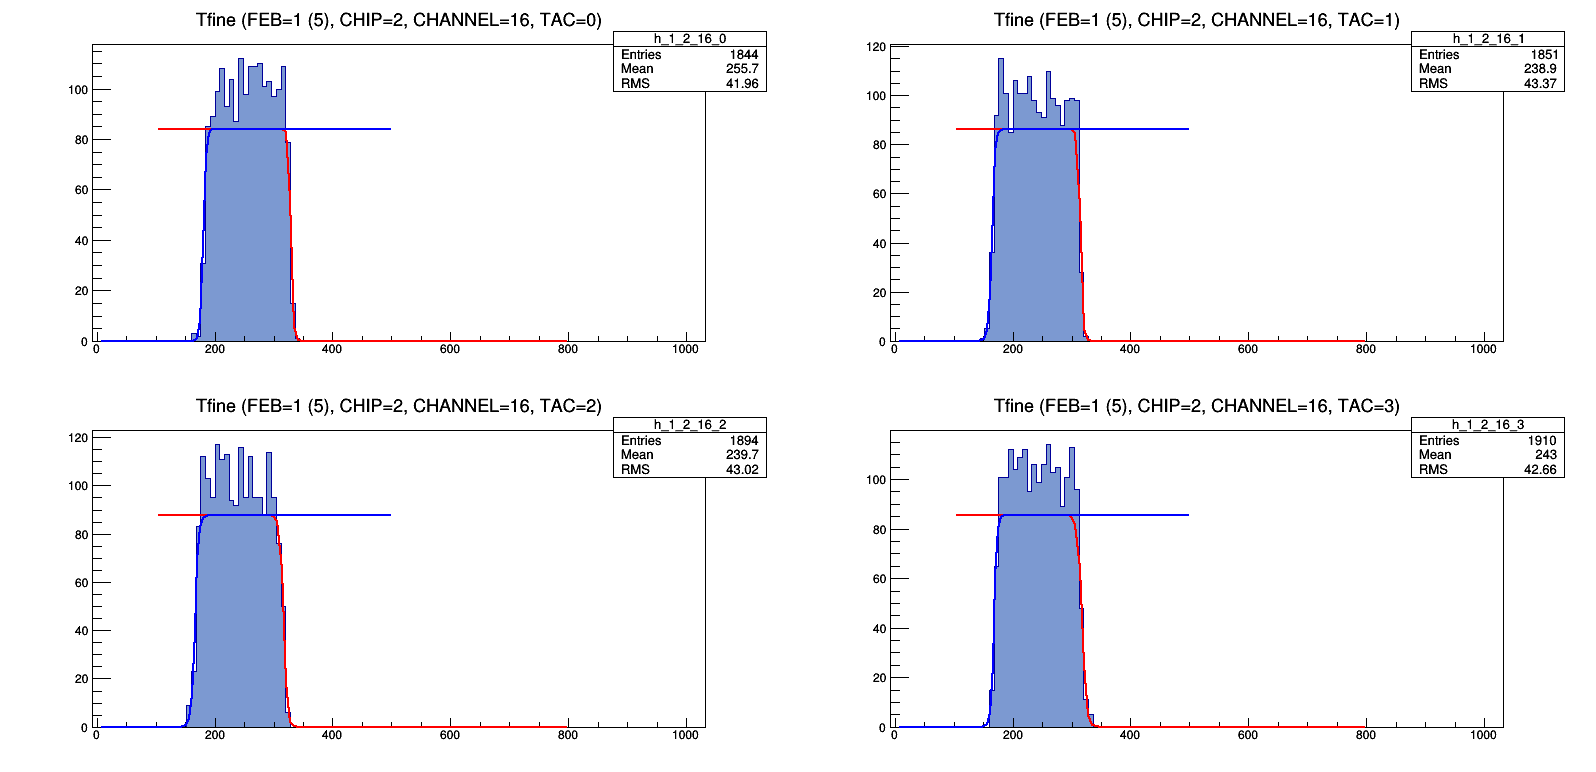 Tfine (FEB=1 (5), CHIP=2, CHANNEL=16, TAC=0)
h_1_2_16_0
Entries 1844
Mean 255.7
RMS 41.96
100
80
60
40
20
0
0 200 400 600 800 1000
Tfine (FEB=1 (5), CHIP=2, CHANNEL=16, TAC=1)
h_1_2_16_1
Entries 1851
Mean 238.9
RMS 43.37
120
100
80
60
40
20
0
0 200 400 600 800 1000
Tfine (FEB=1 (5), CHIP=2, CHANNEL=16, TAC=2)
h_1_2_16_2
Entries 1894
Mean 239.7
RMS 43.02
120
100
80
60
40
20
0
0 200 400 600 800 1000
Tfine (FEB=1 (5), CHIP=2, CHANNEL=16, TAC=3)
h_1_2_16_3
Entries 1910
Mean 243
RMS 42.66
100
80
60
40
20
0
0 200 400 600 800 1000